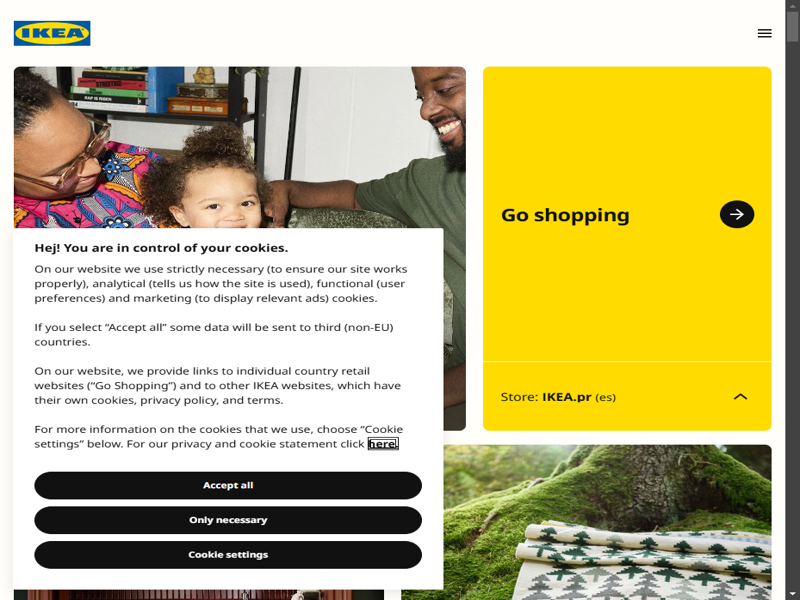 IKEA
RAP IS RISEN
Go shopping
Store: IKEA.pr (es)
Hej! You are in control of your cookies.
On our website we use strictly necessary (to ensure our site works
properly), analytical (tells us how the site is used), functional (user
preferences) and marketing (to display relevant ads) cookies.
If you select “Accept all” some data will be sent to third (non-EU)
countries.
On our website, we provide links to individual country retail
websites (“Go Shopping”) and to other IKEA websites, which have
their own cookies, privacy policy, and terms.
For more information on the cookies that we use, choose “Cookie
settings” below. For our privacy and cookie statement click here.
Accept all
Only necessary
Cookie settings